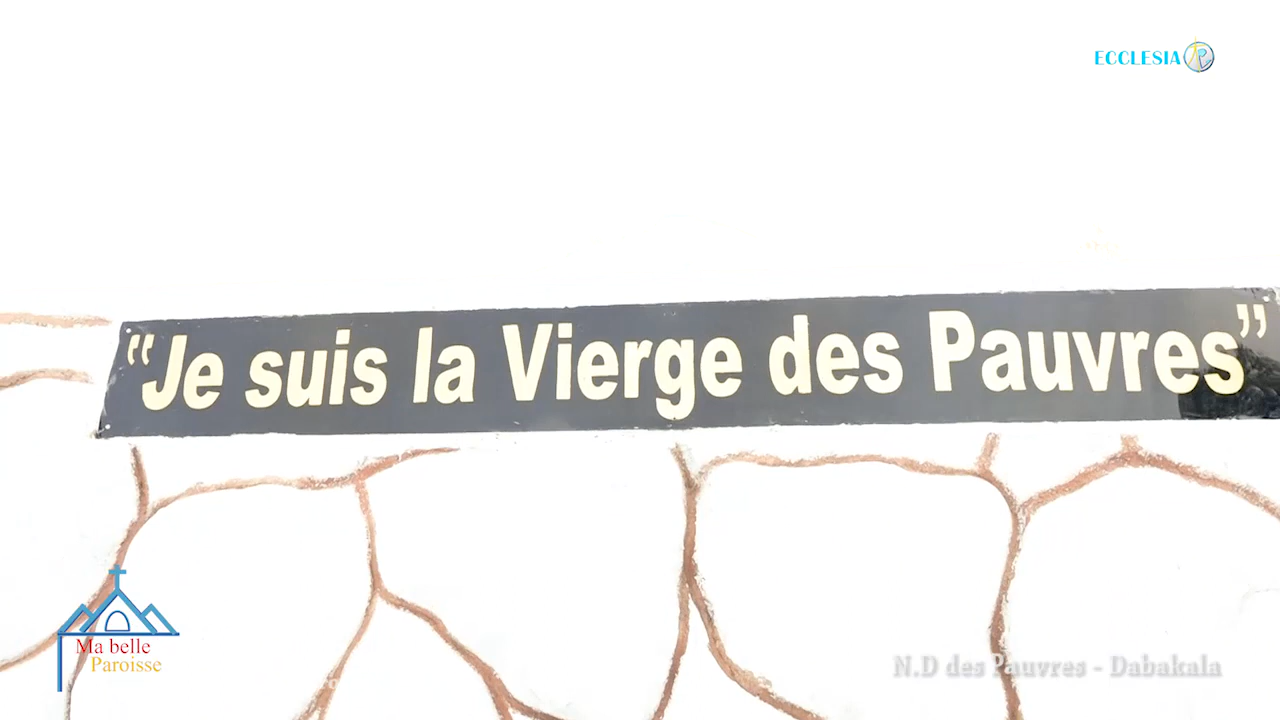 ECCLESIA
"Je suis la Vierge des Pauvres"
Ma belle
Paroisse
N.D des Pauvres - Dabakala